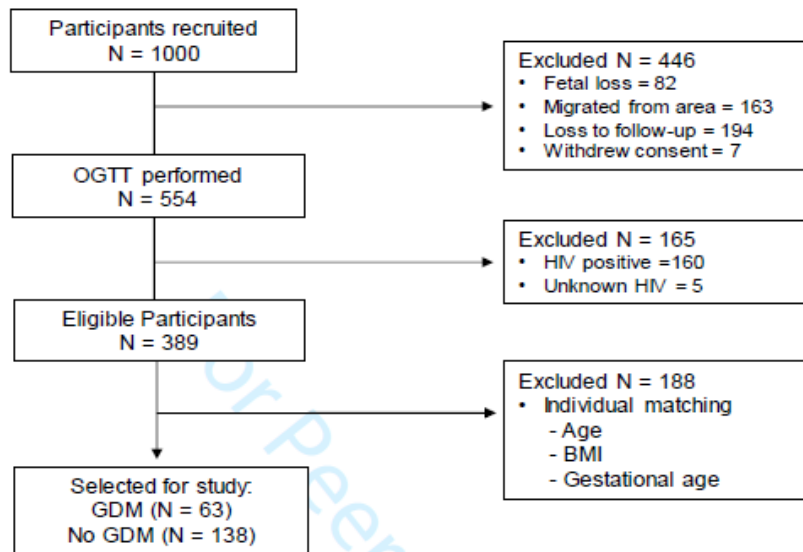 Participants recruited
N = 1000
Excluded N = 446
• Fetal loss = 82
• Migrated from area = 163
• Loss to follow-up = 194
• Withdrew consent = 7
OGTT performed
N = 554
Excluded N = 165
• HIV positive =160
• Unknown HIV = 5
Eligible Participants
N = 389
Excluded N = 188
• Individual matching
- Age
- BMI
- Gestational age
Selected for study:
GDM (N = 63)
No GDM (N = 138)
or Peer